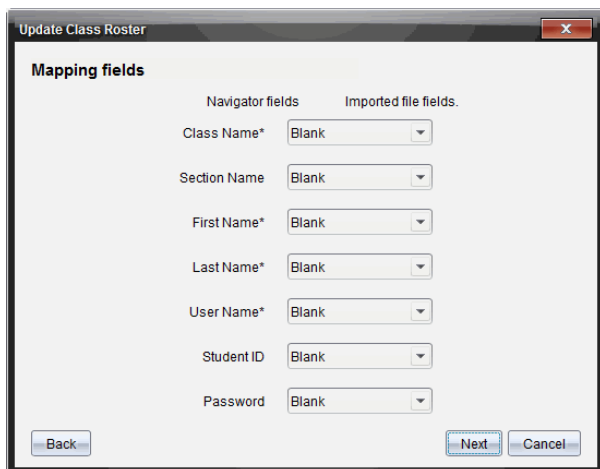 Update Class Roster
Mapping fields
Navigator fields Imported file fields.
Class Name* Blank
Section Name Blank
First Name* Blank
Last Name* Blank
User Name* Blank
Student ID Blank
Password Blank
Back Next Cancel